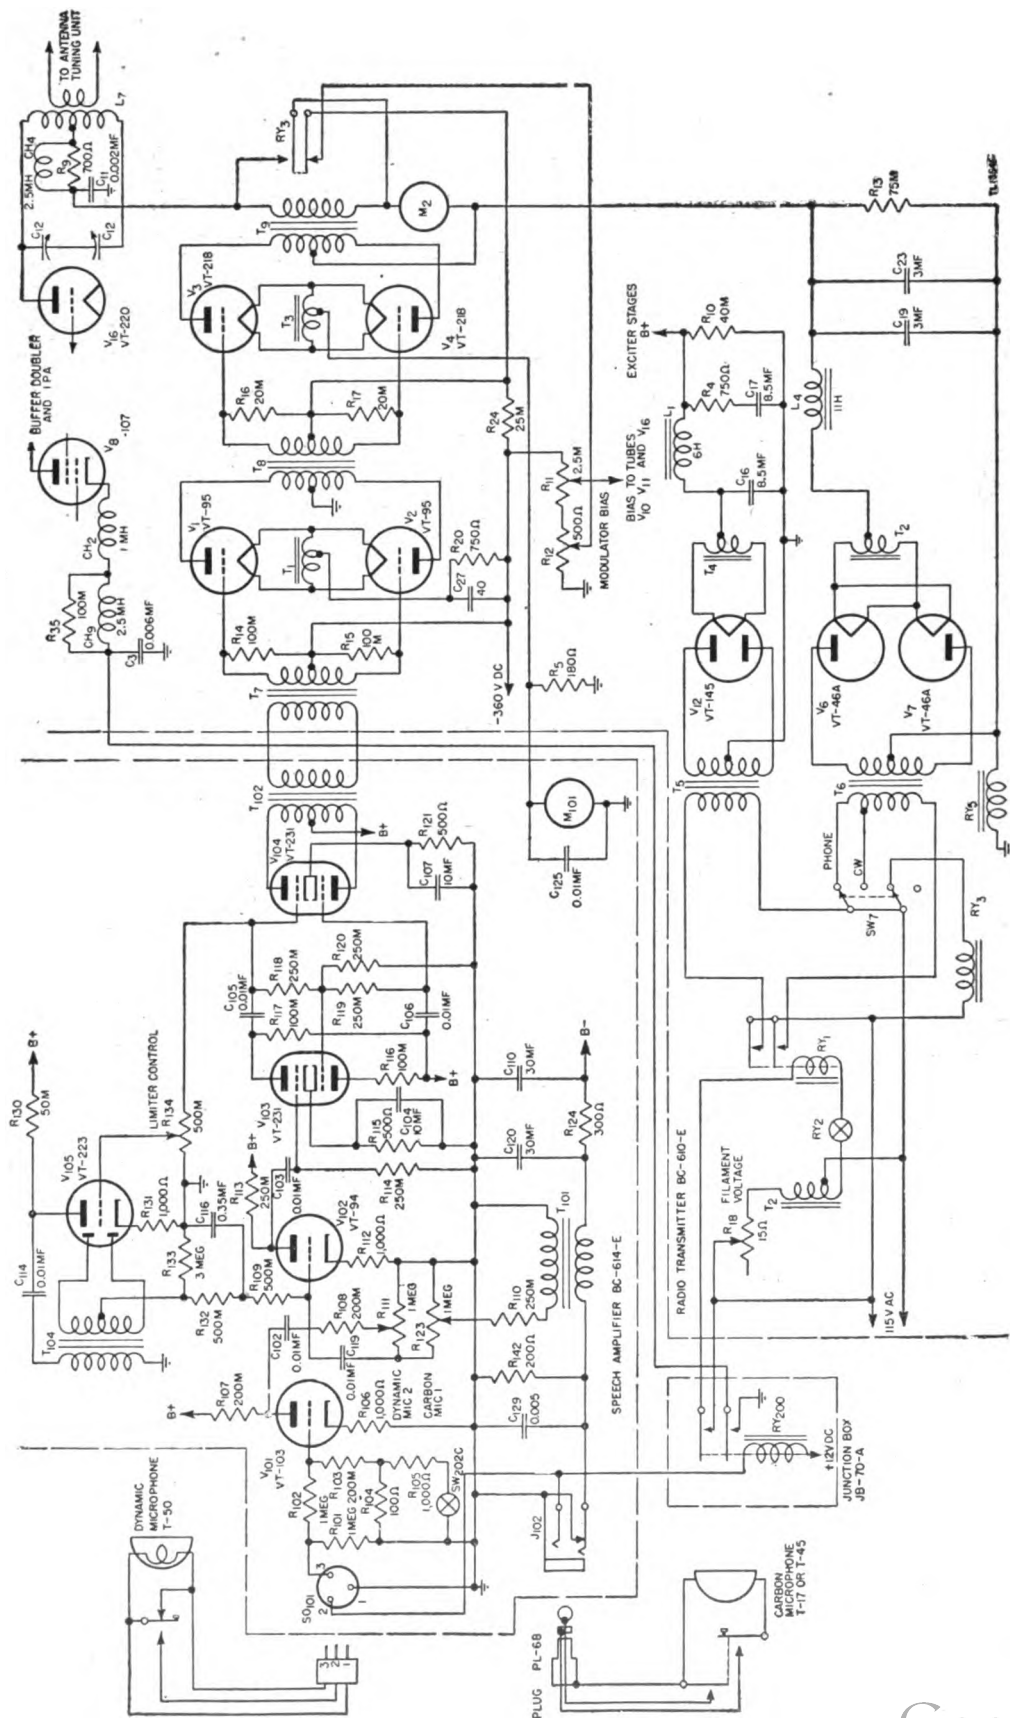 TO ANTENNA
TUNING UNIT
L7
2.5MH CH4
R9
700Ω
C11
0.002MF
C12
C12
V16
VT-220
BUFFER DOUBLER
AND 1 PA
V8
-107
CH2
1 MH
R35
100M
CH9
2.5MH
C3
0.006MF
RY3
T9
M2
V3
VT-218
T3
V4
VT-218
R16
20M
R17
20M
T8
R24
25M
V1
VT-95
T1
V2
VT-95
R20
750Ω
C27
40
R14
100M
R15
100
M
T7
-360 V DC
R11
2.5M
R12
500Ω
MODULATOR BIAS
BIAS TO TUBES
V10 V11 AND V16
R5
180Ω
EXCITER STAGES
B+
R10
40M
R4
750Ω
C17
8.5MF
L1
6H
C16
8.5MF
T4
V12
VT-145
T5
R13
75M
C23
3MF
C19
3MF
L4
11H
T2
V6
VT-46A
V7
VT-46A
T6
RY5
PHONE
CW
SW7
RY3
RY1
RY2
FILAMENT
VOLTAGE
R18
15Ω
T2
115V AC
RADIO TRANSMITTER BC-610-E
T102
B+
V104
VT-231
R121
500Ω
C107
10MF
C125
0.01MF
M101
C105
0.01MF
R118
250M
R117
100M
R120
250M
R119
250M
C106
0.01MF
V103
VT-231
R116
100M
B+
R115
500Ω
C104
10MF
C103
0.01MF
R114
250M
C110
30MF
B-
R124
300Ω
C120
30MF
B+
R130
50M
LIMITER CONTROL
R134
500M
V105
VT-223
R131
1,000Ω
C116
0.35MF
R133
3 MEG
C114
0.01MF
T104
R132
500M
R109
500M
B+
R113
250M
V102
VT-94
R112
1,000Ω
R111
1MEG
R123
1MEG
R108
200M
C102
0.01MF
C119
0.01MF
T101
R110
250M
R142
200Ω
C129
0.005
B+
R107
200M
R106
1,000Ω
DYNAMIC
MIC 2
CARBON
MIC 1
V101
VT-103
R102
1MEG
R103
200M
R101
1MEG
R104
100Ω
R105
1,000Ω
SW202C
SPEECH AMPLIFIER BC-614-E
J102
RY200
+12VDC
JUNCTION BOX
JB-70-A
DYNAMIC
MICROPHONE
T-50
SO101
3
2
1
3
2
1
PLUG PL-68
CARBON
MICROPHONE
T-17 OR T-45